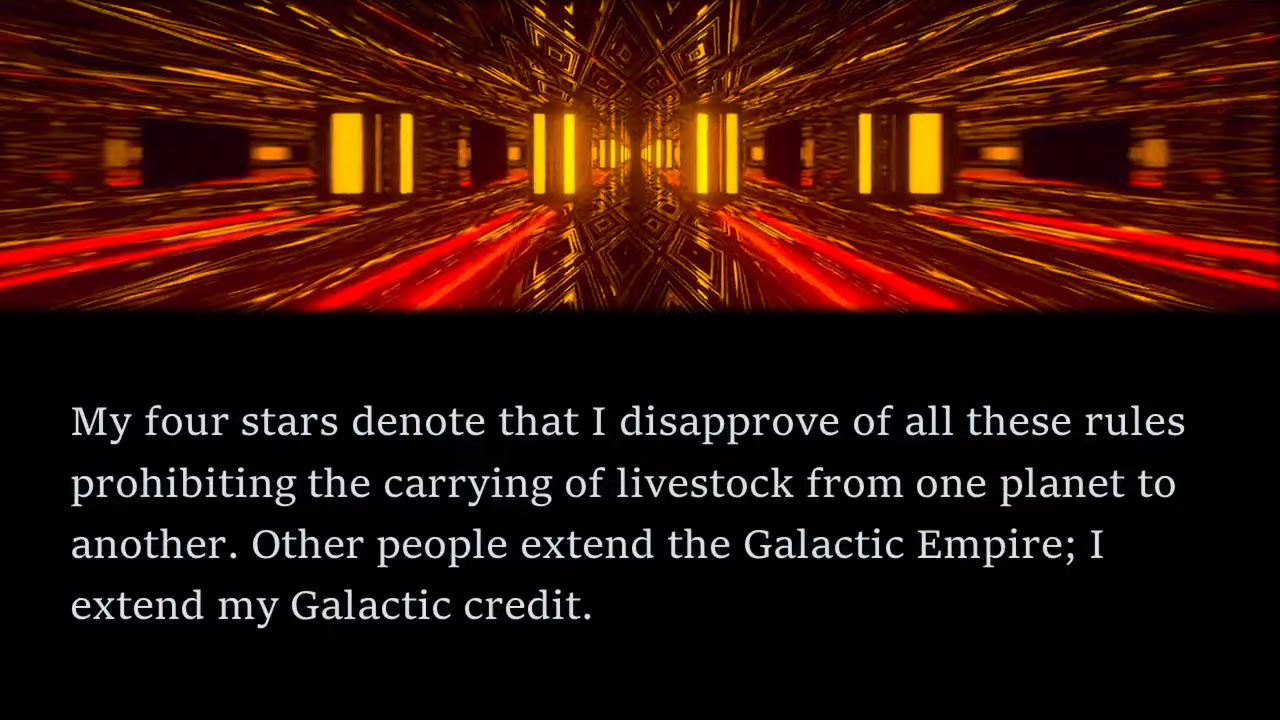 My four stars denote that I disapprove of all these rules
prohibiting the carrying of livestock from one planet to
another. Other people extend the Galactic Empire; I
extend my Galactic credit.